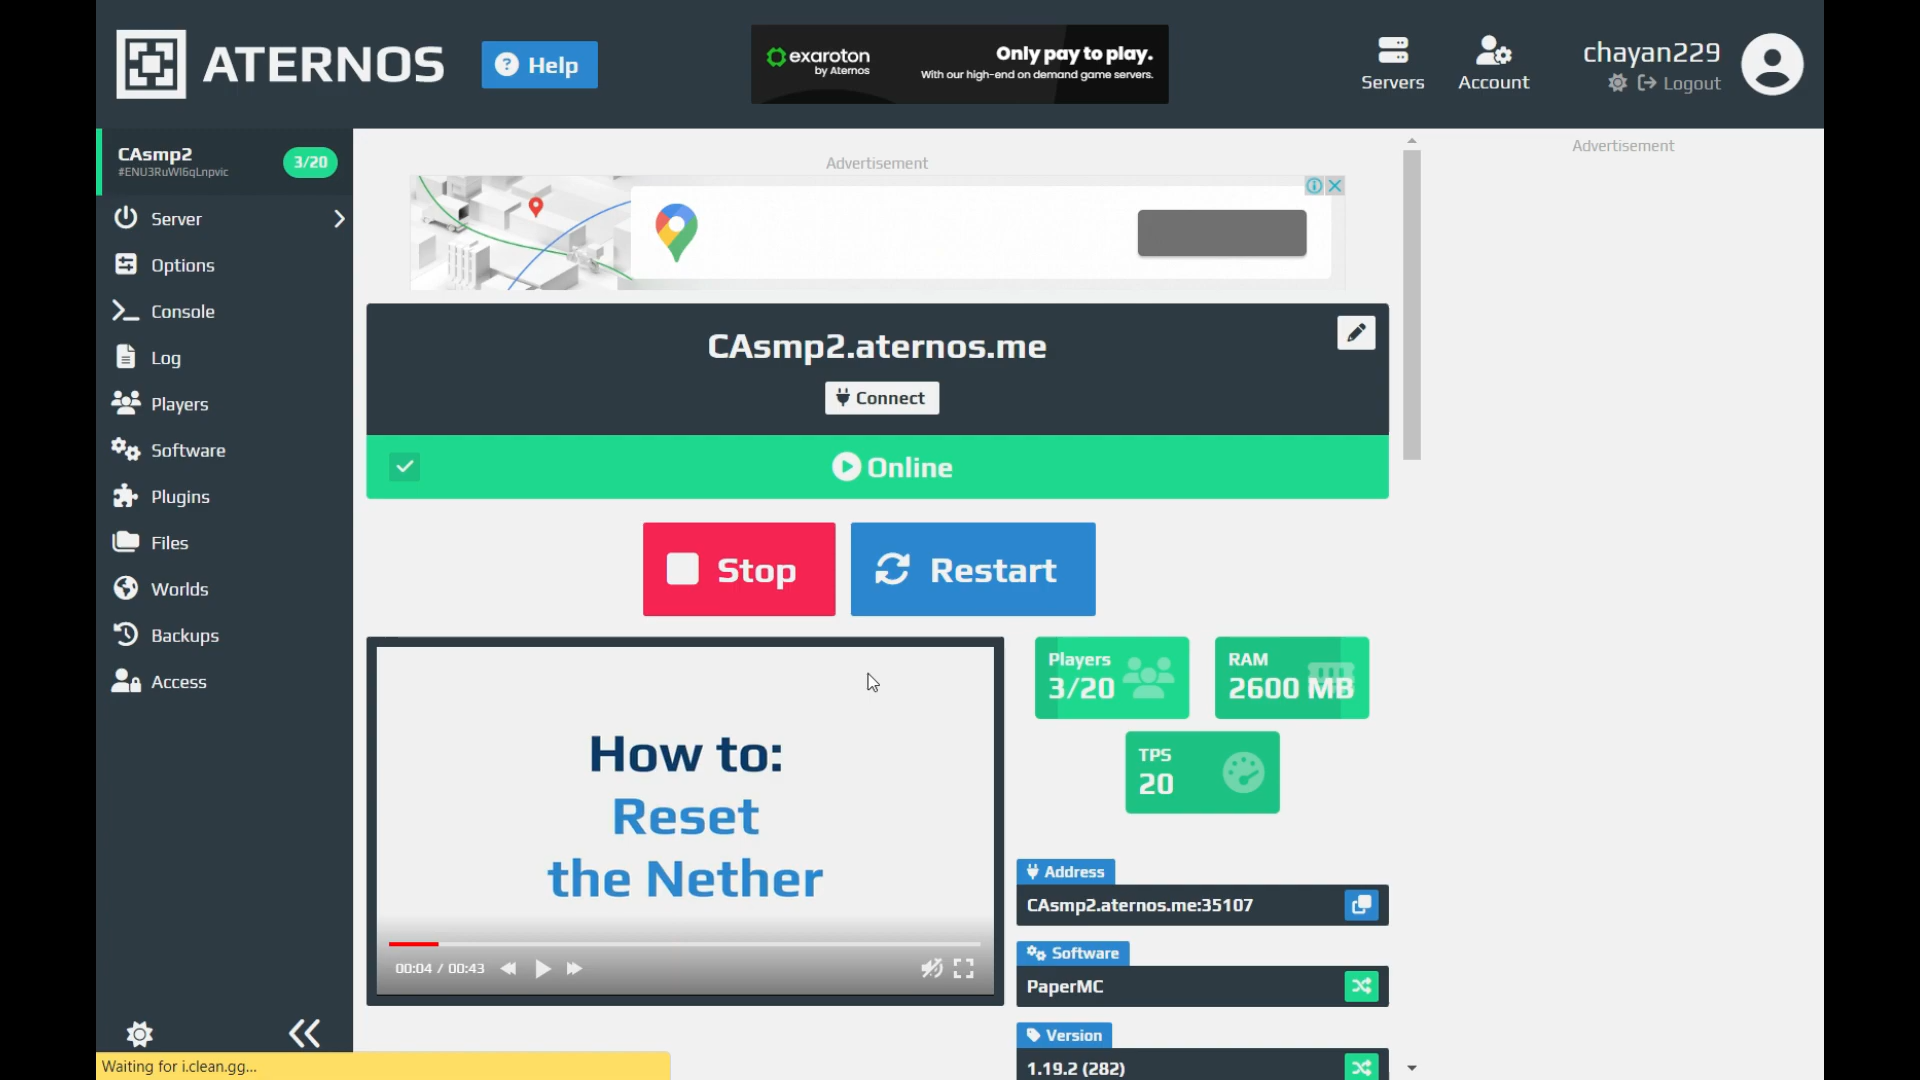 ATERNOS
Help
exaroton
by Aternos
Only pay to play.
With our high-end on demand game servers.
Servers
Account
chayan229
Logout
CAsmp2
#ENU3RuWI6qLnpvic
3/20
Server
Options
Console
Log
Players
Software
Plugins
Files
Worlds
Backups
Access
Advertisement
Advertisement
CAsmp2.aternos.me
Connect
Online
Stop
Restart
How to:
Reset
the Nether
00:04 / 00:43
Players
3/20
RAM
2600 MB
TPS
20
Address
CAsmp2.aternos.me:35107
Software
PaperMC
Version
1.19.2 (282)
Waiting for i.clean.gg...